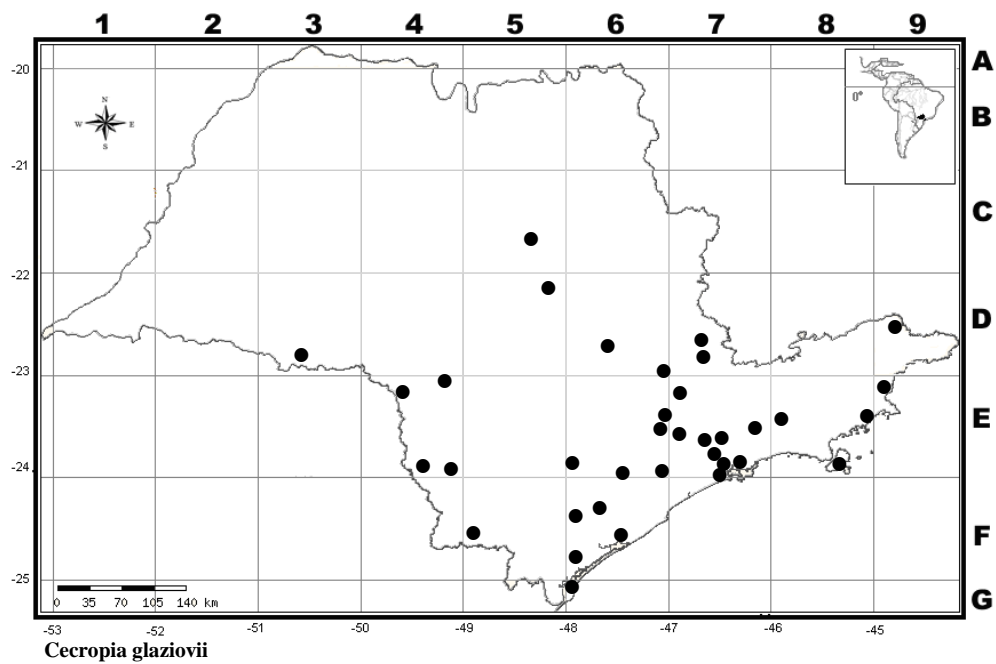 1 2 3 4 5 6 7 8 9
A
B
C
D
E
F
G
-20
-21
-22
-23
-24
-25
N
W E
S
0°
0 35 70 105 140 km
-53 -52 -51 -50 -49 -48 -47 -46 -45
Cecropia glaziovii